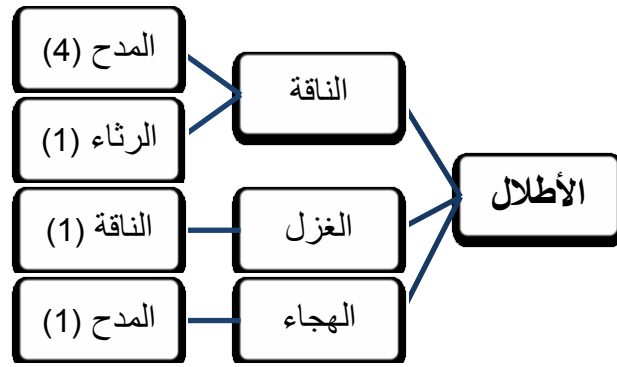 الأطلال
الناقة
المدح (4)
الرثاء (1)
الغزل
الناقة (1)
الهجاء
المدح (1)